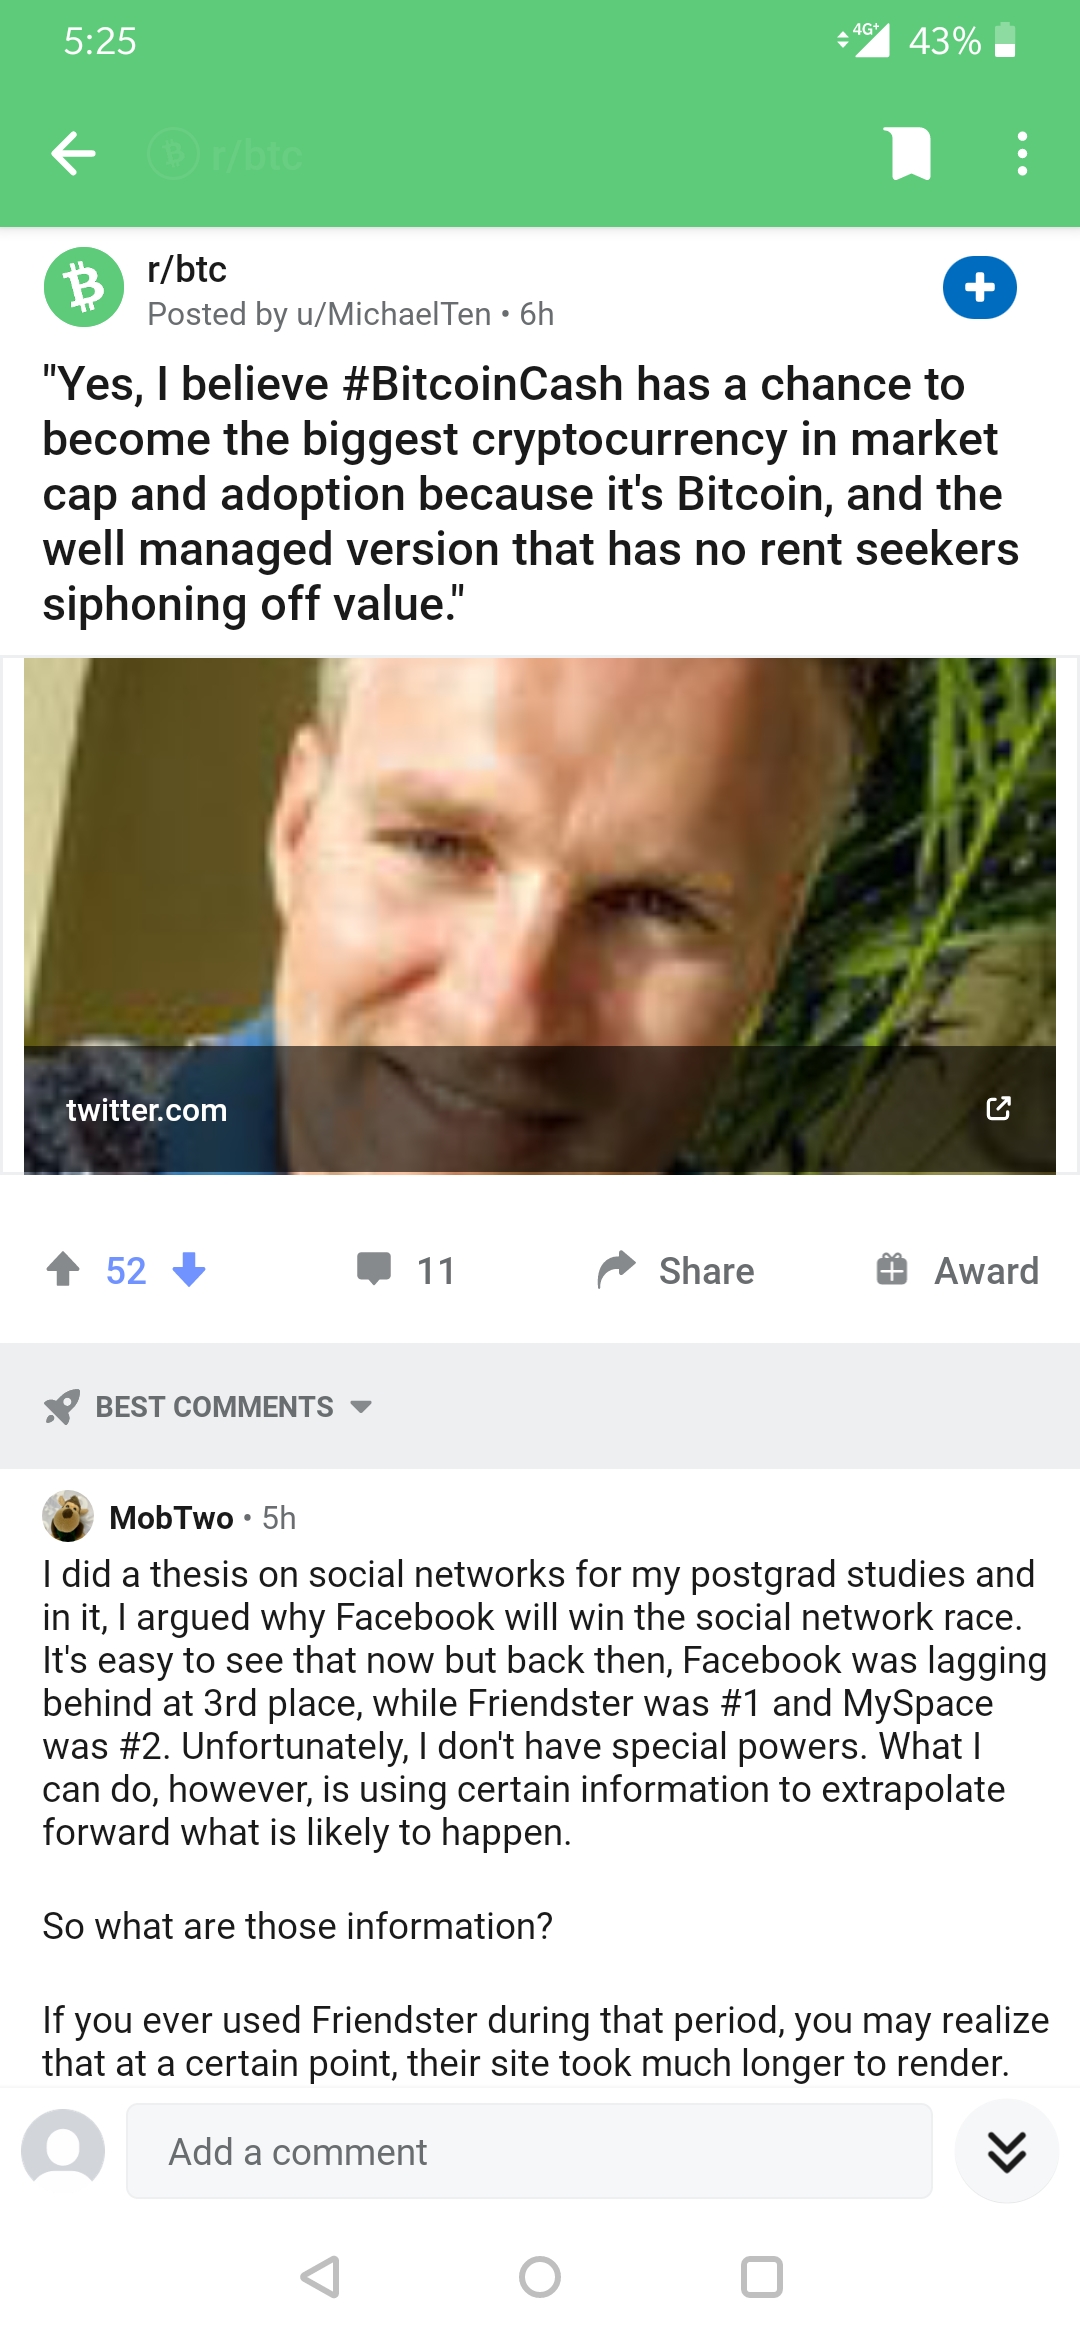 5:25
4G+ 43%
r/btc
r/btc
Posted by u/MichaelTen • 6h
"Yes, I believe #BitcoinCash has a chance to
become the biggest cryptocurrency in market
cap and adoption because it's Bitcoin, and the
well managed version that has no rent seekers
siphoning off value."
twitter.com
52 11 Share Award
BEST COMMENTS
MobTwo • 5h
I did a thesis on social networks for my postgrad studies and
in it, I argued why Facebook will win the social network race.
It's easy to see that now but back then, Facebook was lagging
behind at 3rd place, while Friendster was #1 and MySpace
was #2. Unfortunately, I don't have special powers. What I
can do, however, is using certain information to extrapolate
forward what is likely to happen.
So what are those information?
If you ever used Friendster during that period, you may realize
that at a certain point, their site took much longer to render.
Add a comment